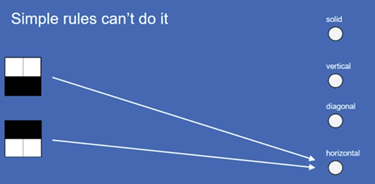 Simple rules can't do it
solid
vertical
diagonal
horizontal